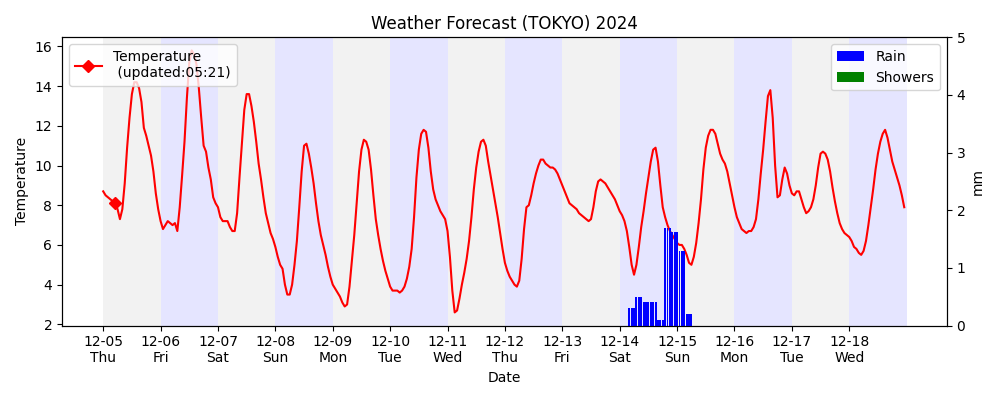 Weather Forecast (TOKYO) 2024
Temperature
(updated:05:21)
Rain
Showers
Temperature
16
14
12
10
8
6
4
2
5
4
3
2
1
0
mm
12-05 12-06 12-07 12-08 12-09 12-10 12-11 12-12 12-13 12-14 12-15 12-16 12-17 12-18
Thu Fri Sat Sun Mon Tue Wed Thu Fri Sat Sun Mon Tue Wed
Date